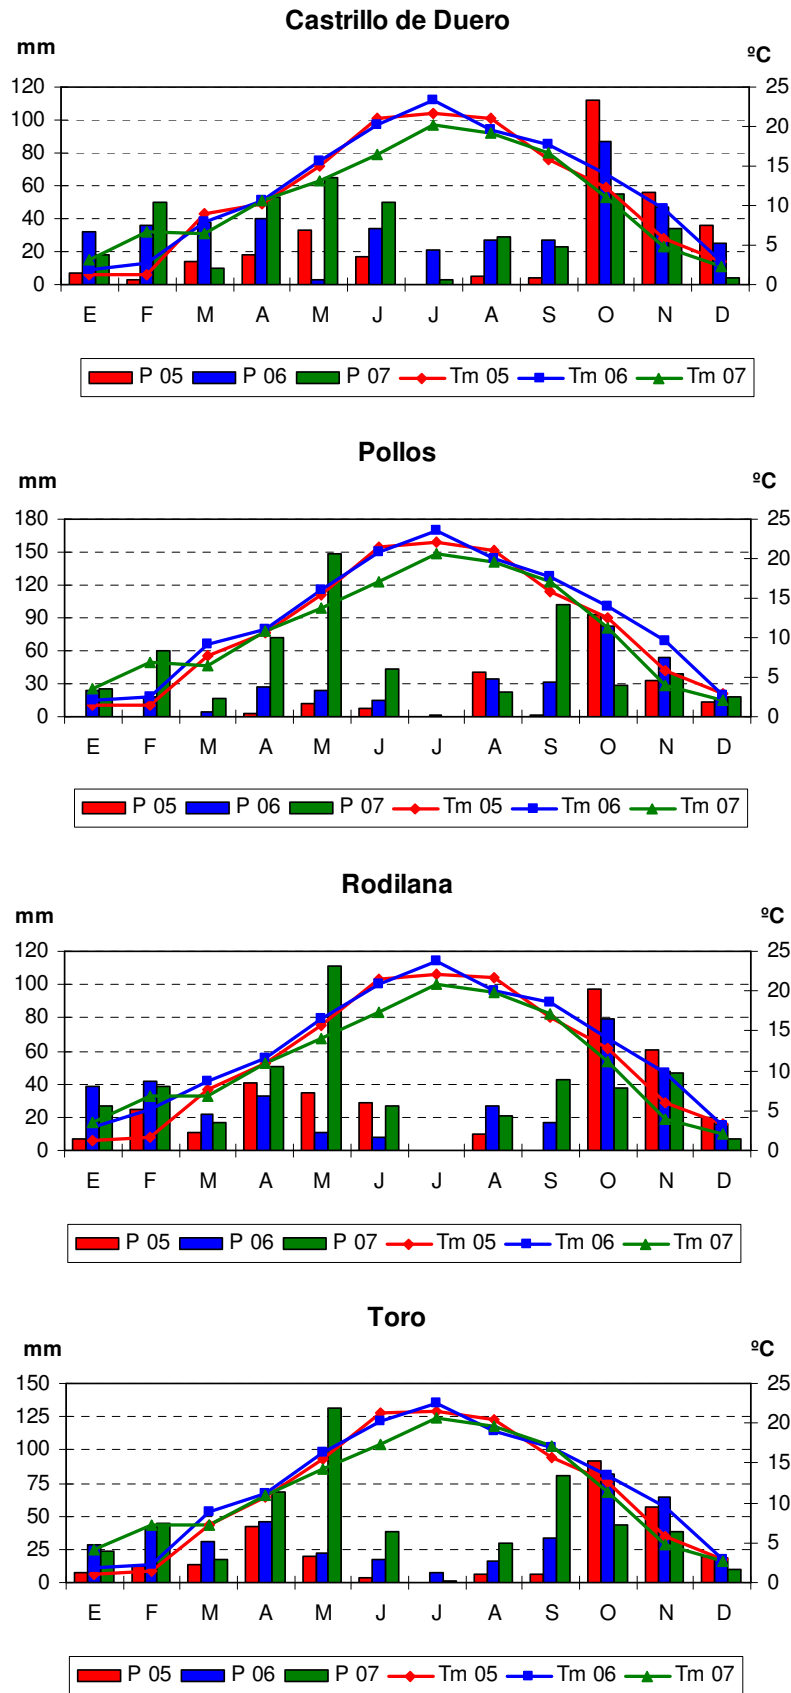 Castrillo de Duero
mm ºC
120 25
100 20
80 15
60
40 10
20 5
0 0
E F M A M J J A S O N D
P 05 P 06 P 07 Tm 05 Tm 06 Tm 07
Pollos
mm ºC
180 25
150 20
120 15
90
60 10
30 5
0 0
E F M A M J J A S O N D
P 05 P 06 P 07 Tm 05 Tm 06 Tm 07
Rodilana
mm ºC
120 25
100 20
80 15
60
40 10
20 5
0 0
E F M A M J J A S O N D
P 05 P 06 P 07 Tm 05 Tm 06 Tm 07
Toro
mm ºC
150 25
125 20
100 15
75
50 10
25 5
0 0
E F M A M J J A S O N D
P 05 P 06 P 07 Tm 05 Tm 06 Tm 07